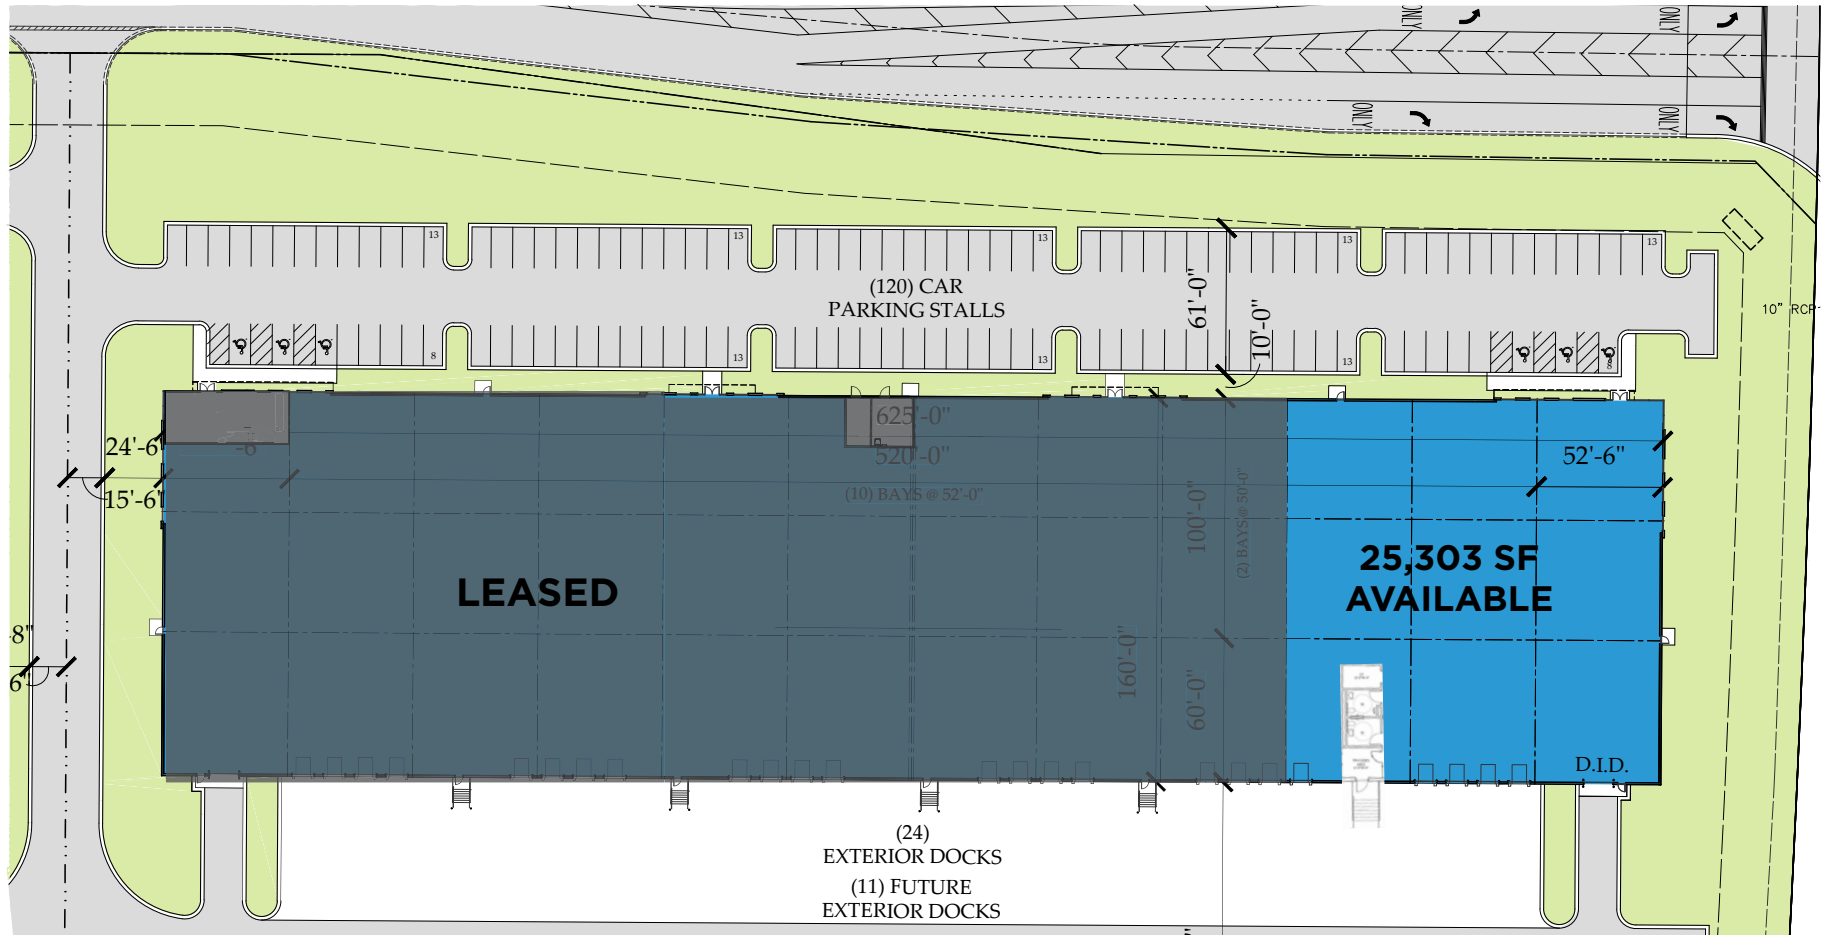 ONLY
ONLY
ONLY
ONLY
ONLY
13
13
13
13
13
(120) CAR
PARKING STALLS
61'-0"
10'-0"
10" RCP
8
13
13
13
625'-0"
24'-6
-6
520'-0"
52'-6"
15'-6"
(10) BAYS @ 52'-0"
100'-0"
(2) BAYS @ 50'-0"
25,303 SF
AVAILABLE
LEASED
-8"
6"
160'-0"
60'-0"
D.I.D.
(24)
EXTERIOR DOCKS
(11) FUTURE
EXTERIOR DOCKS